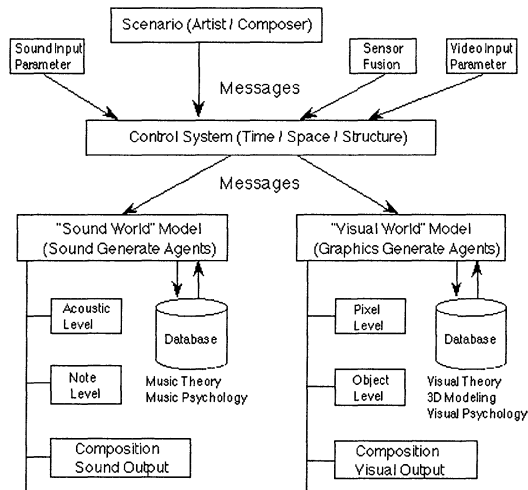 Scenario (Artist / Composer)
Sound Input
Parameter
Sensor
Fusion
Video Input
Parameter
Messages
Control System (Time / Space / Structure)
Messages
"Sound World" Model
(Sound Generate Agents)
"Visual World" Model
(Graphics Generate Agents)
Acoustic
Level
Database
Note
Level
Music Theory
Music Psychology
Composition
Sound Output
Pixel
Level
Database
Object
Level
Visual Theory
3D Modeling
Visual Psychology
Composition
Visual Output